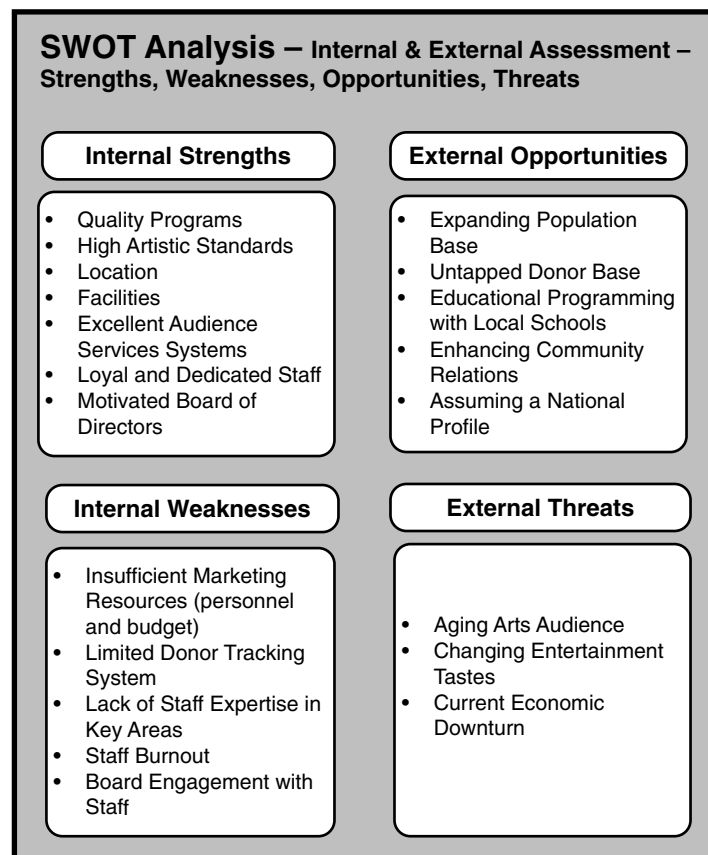 SWOT Analysis – Internal & External Assessment –
Strengths, Weaknesses, Opportunities, Threats
Internal Strengths
• Quality Programs
• High Artistic Standards
• Location
• Facilities
• Excellent Audience
Services Systems
• Loyal and Dedicated Staff
• Motivated Board of
Directors
External Opportunities
• Expanding Population
Base
• Untapped Donor Base
• Educational Programming
with Local Schools
• Enhancing Community
Relations
• Assuming a National
Profile
Internal Weaknesses
• Insufficient Marketing
Resources (personnel
and budget)
• Limited Donor Tracking
System
• Lack of Staff Expertise in
Key Areas
• Staff Burnout
• Board Engagement with
Staff
External Threats
• Aging Arts Audience
• Changing Entertainment
Tastes
• Current Economic
Downturn